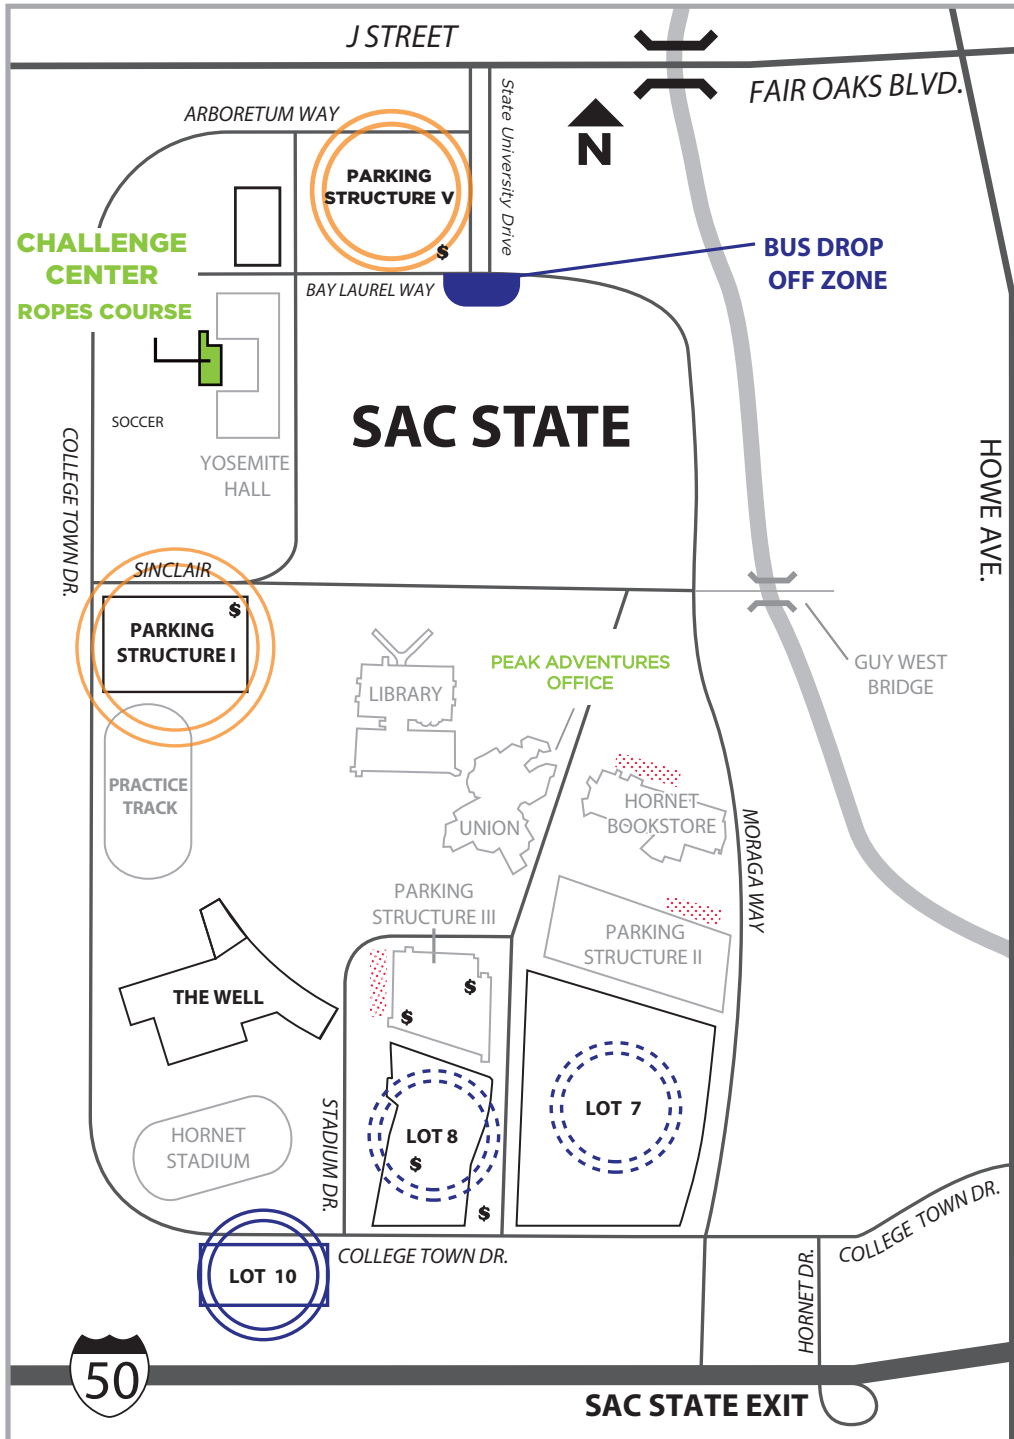 J STREET
FAIR OAKS BLVD.
ARBORETUM WAY
State University Drive
N
PARKING
STRUCTURE V
$
CHALLENGE
CENTER
ROPES COURSE
BAY LAUREL WAY
BUS DROP
OFF ZONE
SAC STATE
SOCCER
YOSEMITE
HALL
COLLEGE TOWN DR.
HOWE AVE.
SINCLAIR
$
PARKING
STRUCTURE I
PEAK ADVENTURES
OFFICE
GUY WEST
BRIDGE
LIBRARY
PRACTICE
TRACK
UNION
HORNET
BOOKSTORE
MORAGA WAY
PARKING
STRUCTURE III
PARKING
STRUCTURE II
THE WELL
$
$
LOT 7
LOT 8
$
STADIUM DR.
HORNET
STADIUM
$
COLLEGE TOWN DR.
COLLEGE TOWN DR.
LOT 10
HORNET DR.
50
SAC STATE EXIT